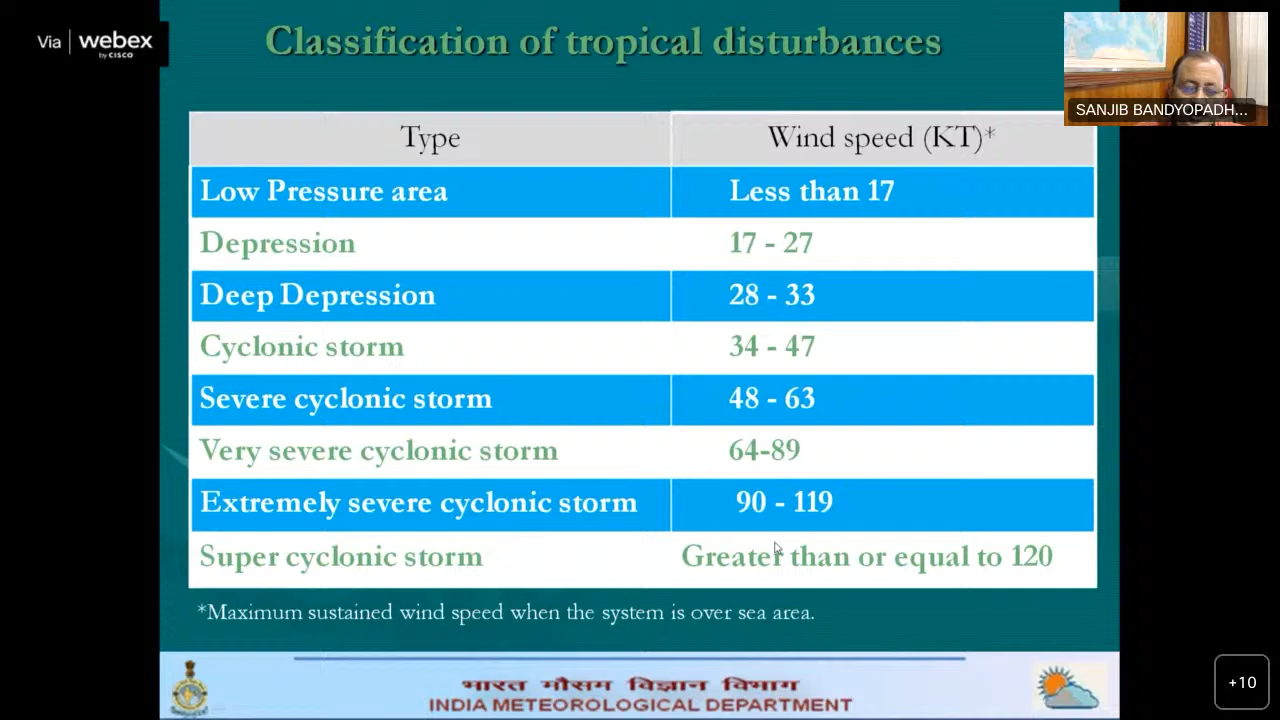 Via webex
by CISCO
Classification of tropical disturbances
SANJIB BANDYOPADH...
Type Wind speed (KT)*
Low Pressure area Less than 17
Depression 17 - 27
Deep Depression 28 - 33
Cyclonic storm 34 - 47
Severe cyclonic storm 48 - 63
Very severe cyclonic storm 64-89
Extremely severe cyclonic storm 90 - 119
Super cyclonic storm Greater than or equal to 120
*Maximum sustained wind speed when the system is over sea area.
भारत मौसम विज्ञान विभाग
INDIA METEOROLOGICAL DEPARTMENT
+10